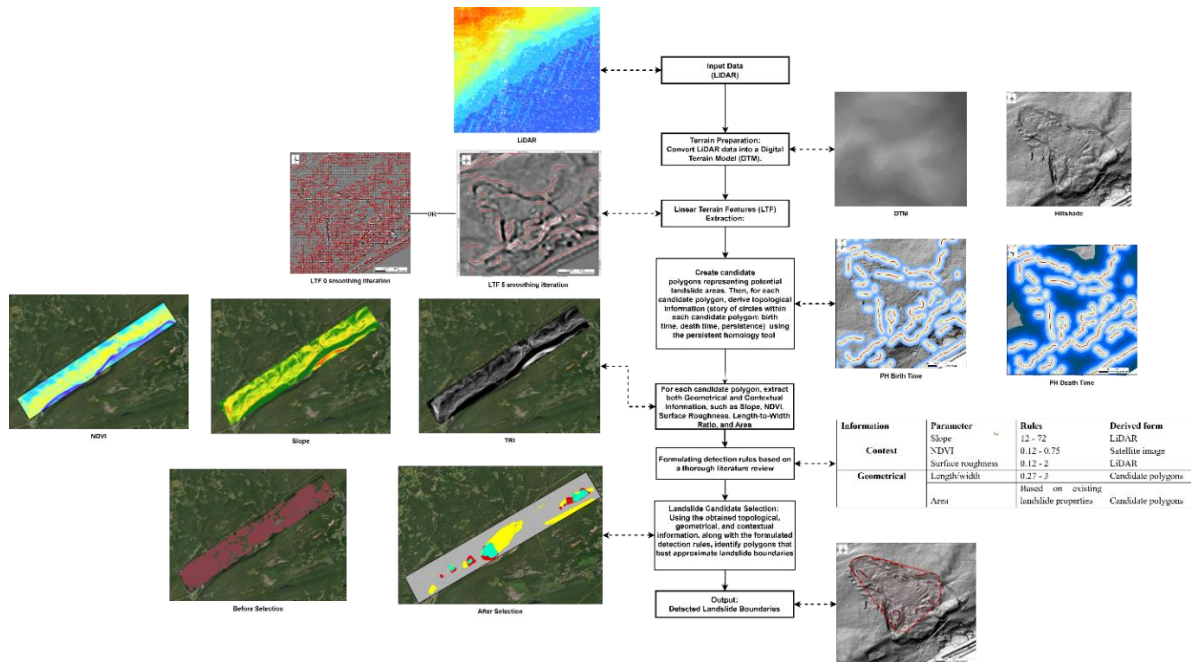 LiDAR
Input Data
(LiDAR)
Terrain Preparation:
Convert LiDAR data into a Digital
Terrain Model (DTM).
DTM
Hillshade
LTF 0 smoothing itteration
OR
LTF 5 smoothing itteration
Linear Terrain Features (LTF)
Extraction:
Create candidate
polygons representing potential
landslide areas. Then, for each
candidate polygon, derive topological
information (story of circles within
each candidate polygon: birth
time, death time, persistence) using
the persistent homology tool
PH Birth Time
PH Death Time
NDVI
Slope
TRI
For each candidate polygon, extract
both Geometrical and Contextual
Information, such as Slope, NDVI,
Surface Roughness, Length-to-Width
Ratio, and Area
Formulating detection rules based on
a thorough literature review
Information Parameter Rules Derived form
Slope 12 - 72 LiDAR
Context NDVI 0.12 - 0.75 Satellite image
Surface roughness 0.12 - 2 LiDAR
Geometrical Length/width 0.27 - 3 Candidate polygons
Based on existing
Area landslide properties Candidate polygons
Landslide Candidate Selection:
Using the obtained topological,
geometrical, and contextual
information, along with the formulated
detection rules, identify polygons that
best approximate landslide boundaries
Before Selection
After Selection
Output:
Detected Landslide Boundaries